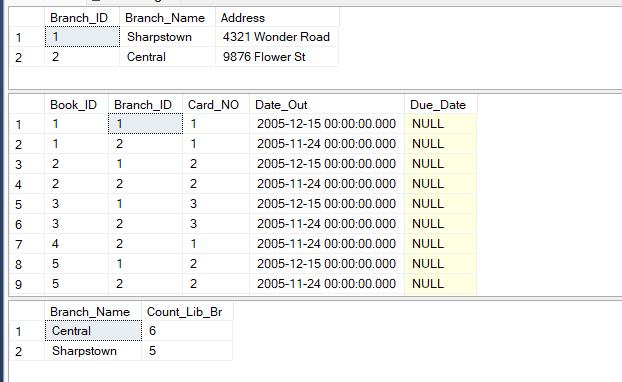 Branch_ID Branch_Name Address
1 1 Sharpstown 4321 Wonder Road
2 2 Central 9876 Flower St
Book_ID Branch_ID Card_NO Date_Out Due_Date
1 1 1 1 2005-12-15 00:00:00.000 NULL
2 1 2 1 2005-11-24 00:00:00.000 NULL
3 2 1 2 2005-12-15 00:00:00.000 NULL
4 2 2 2 2005-11-24 00:00:00.000 NULL
5 3 1 3 2005-12-15 00:00:00.000 NULL
6 3 2 3 2005-11-24 00:00:00.000 NULL
7 4 2 1 2005-11-24 00:00:00.000 NULL
8 5 1 2 2005-12-15 00:00:00.000 NULL
9 5 2 2 2005-11-24 00:00:00.000 NULL
Branch_Name Count_Lib_Br
1 Central 6
2 Sharpstown 5